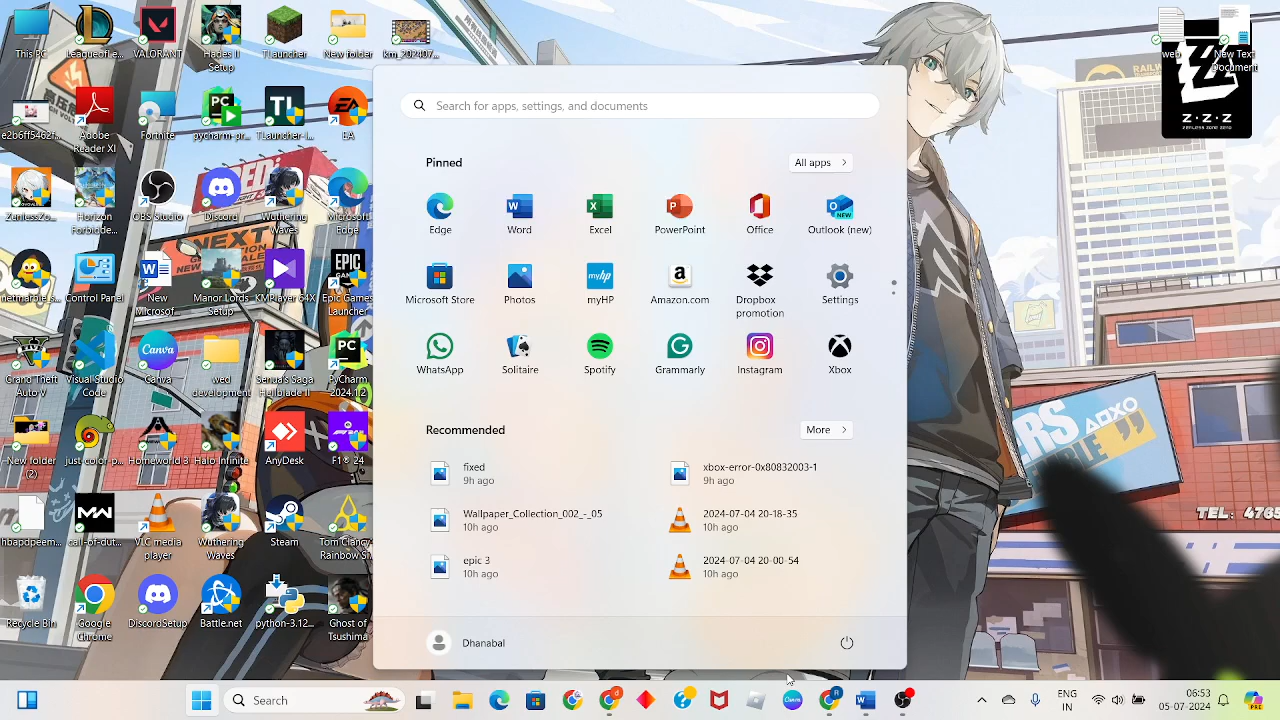 This PC
LeagueofLe...
VALORANT
Hades II
Setup
TLauncher
New folder
km_202407...
web
New Text
Document
Z·Z·Z
ZENLESS ZONE ZERO
e2b6ff5462f...
Adobe
Reader XI
Fortnite
pycharm-pr...
TLauncher-I...
EA
ZenlessZo...
Horizon
Forbidde...
OBS Studio
Discord
Wuthering
Waves
Microsoft
Edge
Control Panel
New
Microsof...
Manor Lords
Setup
KMPlayer 64X
Epic Games
Launcher
Grand Theft
Auto V
Visual Studio
Code
Canva
wed
development
Senua's Saga
Hellblade II
PyCharm
2024.1.2
New folder
(2)
just-color-p...
Homeworld 3
Halo Infinite
AnyDesk
F1® 24
hbapdpeem...
call-of-dut...
VLC media
player
Wuthering
Waves
Steam
Tom Clancy's
Rainbow
Recycle Bin
Google
Chrome
DiscordSetup
Battle.net
python-3.12...
Ghost of
Tsushima
Search for apps, settings, and documents
Pinned
All apps
Edge
Word
Excel
PowerPoint
Office
Outlook (new)
Microsoft Store
Photos
myHP
Amazon.com
Dropbox
promotion
Settings
WhatsApp
Solitaire
Spotify
Grammarly
Instagram
Xbox
Recommended
More
fixed
9h ago
xbox-error-0x80832003-1
9h ago
Wallpaper_Collection_002_-_05
10h ago
2024-07-04 20-18-35
10h ago
epic 3
10h ago
2024-07-04 20-00-54
10h ago
Dhanabal
TEL: 4765
Search
ENG
IN
06:53
05-07-2024